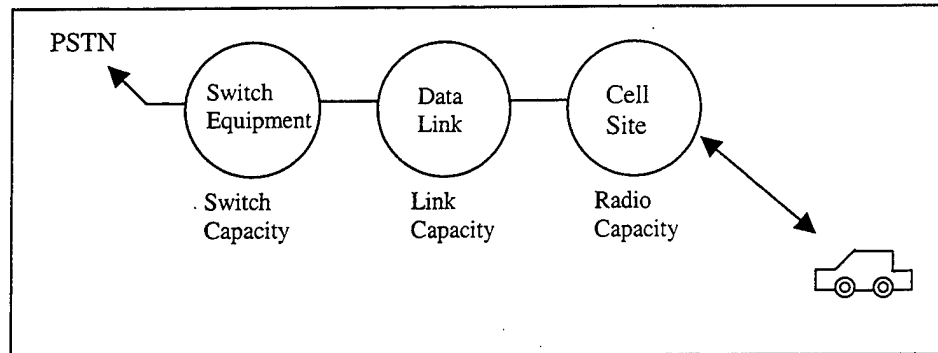 PSTN
Switch
Equipment
Data
Link
Cell
Site
Switch
Capacity
Link
Capacity
Radio
Capacity